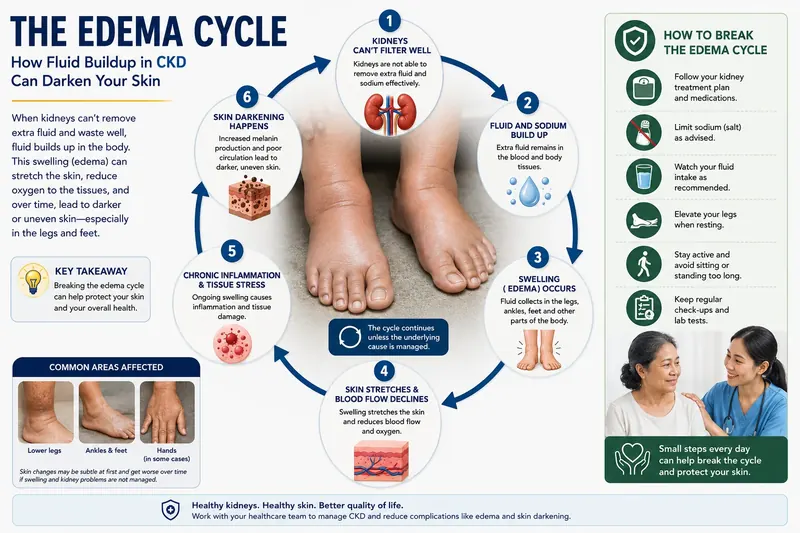 THE EDEMA CYCLE
How Fluid Buildup in CKD
Can Darken Your Skin
When kidneys can't remove
extra fluid and waste well,
fluid builds up in the body.
This swelling (edema) can
stretch the skin, reduce
oxygen to the tissues, and
over time, lead to darker
or uneven skin—especially
in the legs and feet.
KEY TAKEAWAY
Breaking the edema cycle
can help protect your skin
and your overall health.
COMMON AREAS AFFECTED
Lower legs
Ankles & feet
Hands
(in some cases)
Skin changes may be subtle at first and get worse over time
if swelling and kidney problems are not managed.
1
KIDNEYS
CAN'T FILTER WELL
Kidneys are not able to
remove extra fluid and
sodium effectively.
2
FLUID AND SODIUM
BUILD UP
Extra fluid remains in
the blood and body
tissues.
3
SWELLING
( EDEMA) OCCURS
Fluid collects in the legs,
ankles, feet and other
parts of the body.
4
SKIN STRETCHES &
BLOOD FLOW DECLINES
Swelling stretches the skin
and reduces blood flow
and oxygen.
5
CHRONIC INFLAMMATION
& TISSUE STRESS
Ongoing swelling causes
inflammation and tissue
damage.
6
SKIN DARKENING
HAPPENS
Increased melanin
production and poor
circulation lead to
darker, uneven skin.
The cycle continues
unless the underlying
cause is managed.
HOW TO BREAK
THE EDEMA CYCLE
Follow your kidney
treatment plan
and medications.
Limit sodium (salt)
as advised.
Watch your fluid
intake as
recommended.
Elevate your legs
when resting.
Stay active and
avoid sitting or
standing too long.
Keep regular
check-ups and
lab tests.
Small steps every day
can help break the cycle
and protect your skin.
Healthy kidneys. Healthy skin. Better quality of life.
Work with your healthcare team to manage CKD and reduce complications like edema and skin darkening.